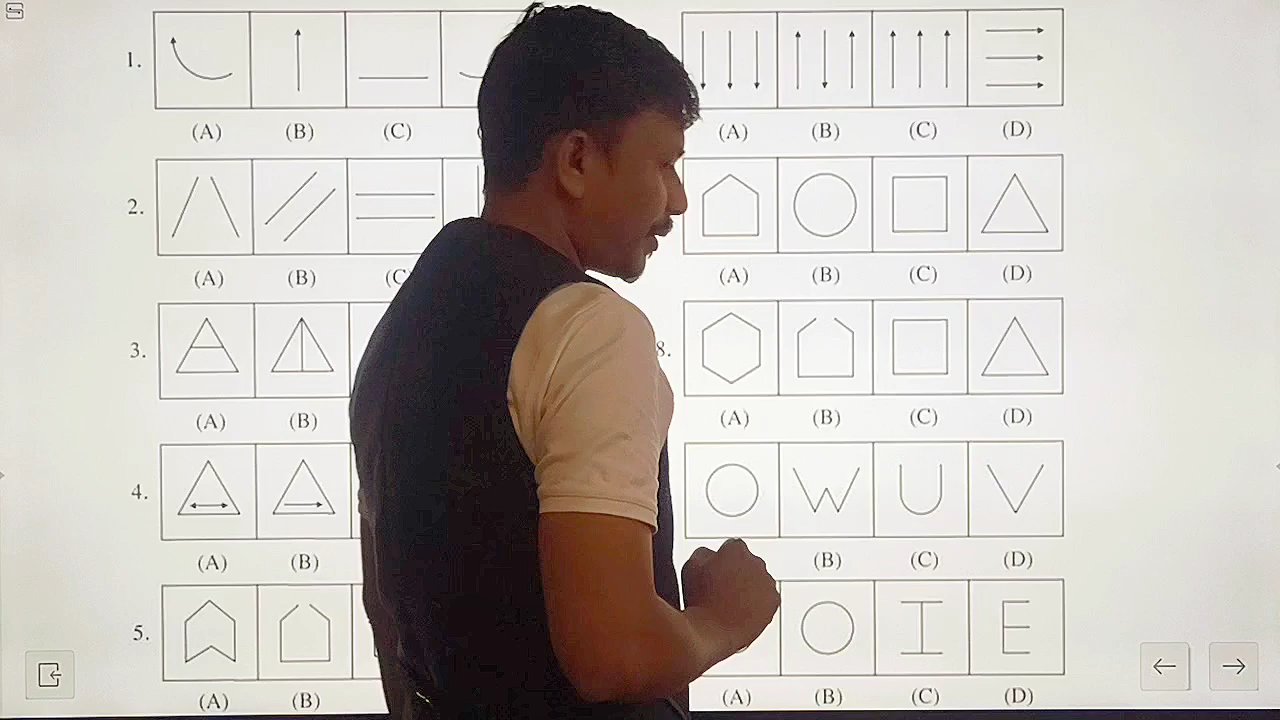 1.
(A) (B) (C)
2.
(A) (B) (C
3.
(A) (B)
4.
(A) (B)
5.
(A) (B)
(A) (B) (C) (D)
(A) (B) (C) (D)
8.
(A) (B) (C) (D)
W U V
(B) (C) (D)
I E
(A) (B) (C) (D)